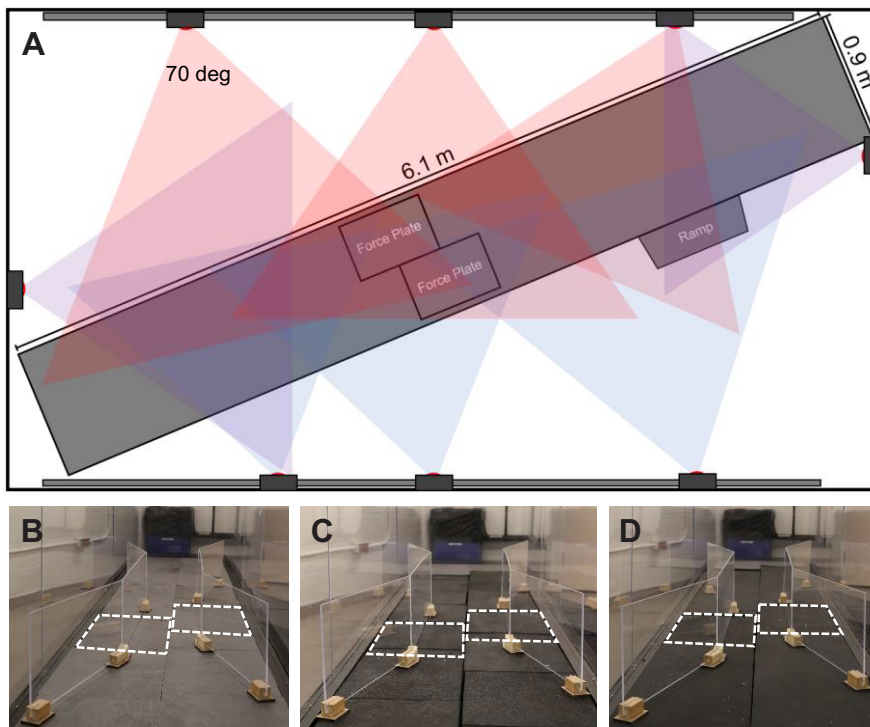 A
70 deg
0.9 m
6.1 m
Force Plate
Force Plate
Ramp
B
C
D